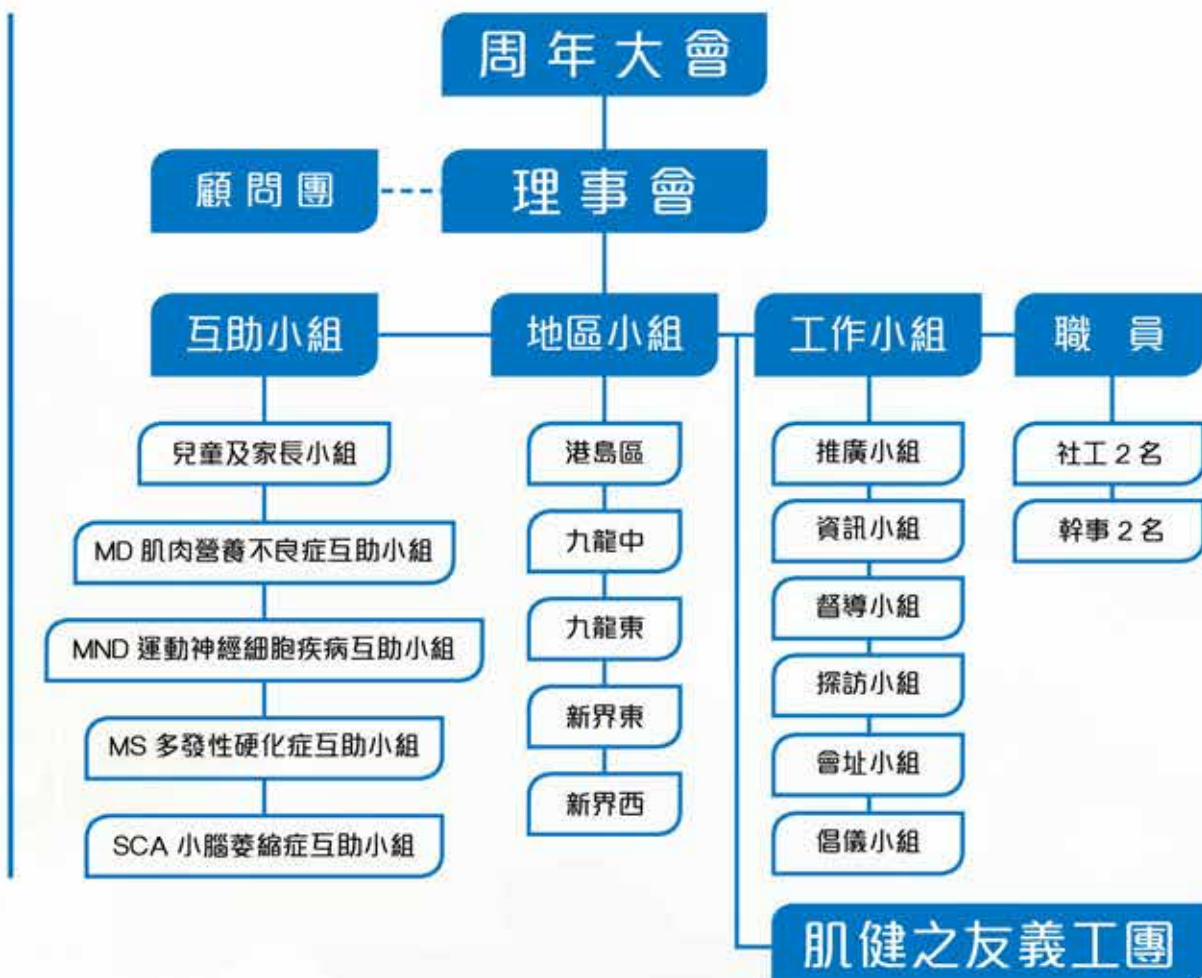 周年大會
顧問團
理事會
互助小組
地區小組
工作小組
職員
兒童及家長小組
MD 肌肉營養不良症互助小組
MND 運動神經細胞疾病互助小組
MS 多發性硬化症互助小組
SCA 小腦萎縮症互助小組
港島區
九龍中
九龍東
新界東
新界西
推廣小組
資訊小組
督導小組
探訪小組
會址小組
倡儀小組
社工 2 名
幹事 2 名
肌健之友義工團